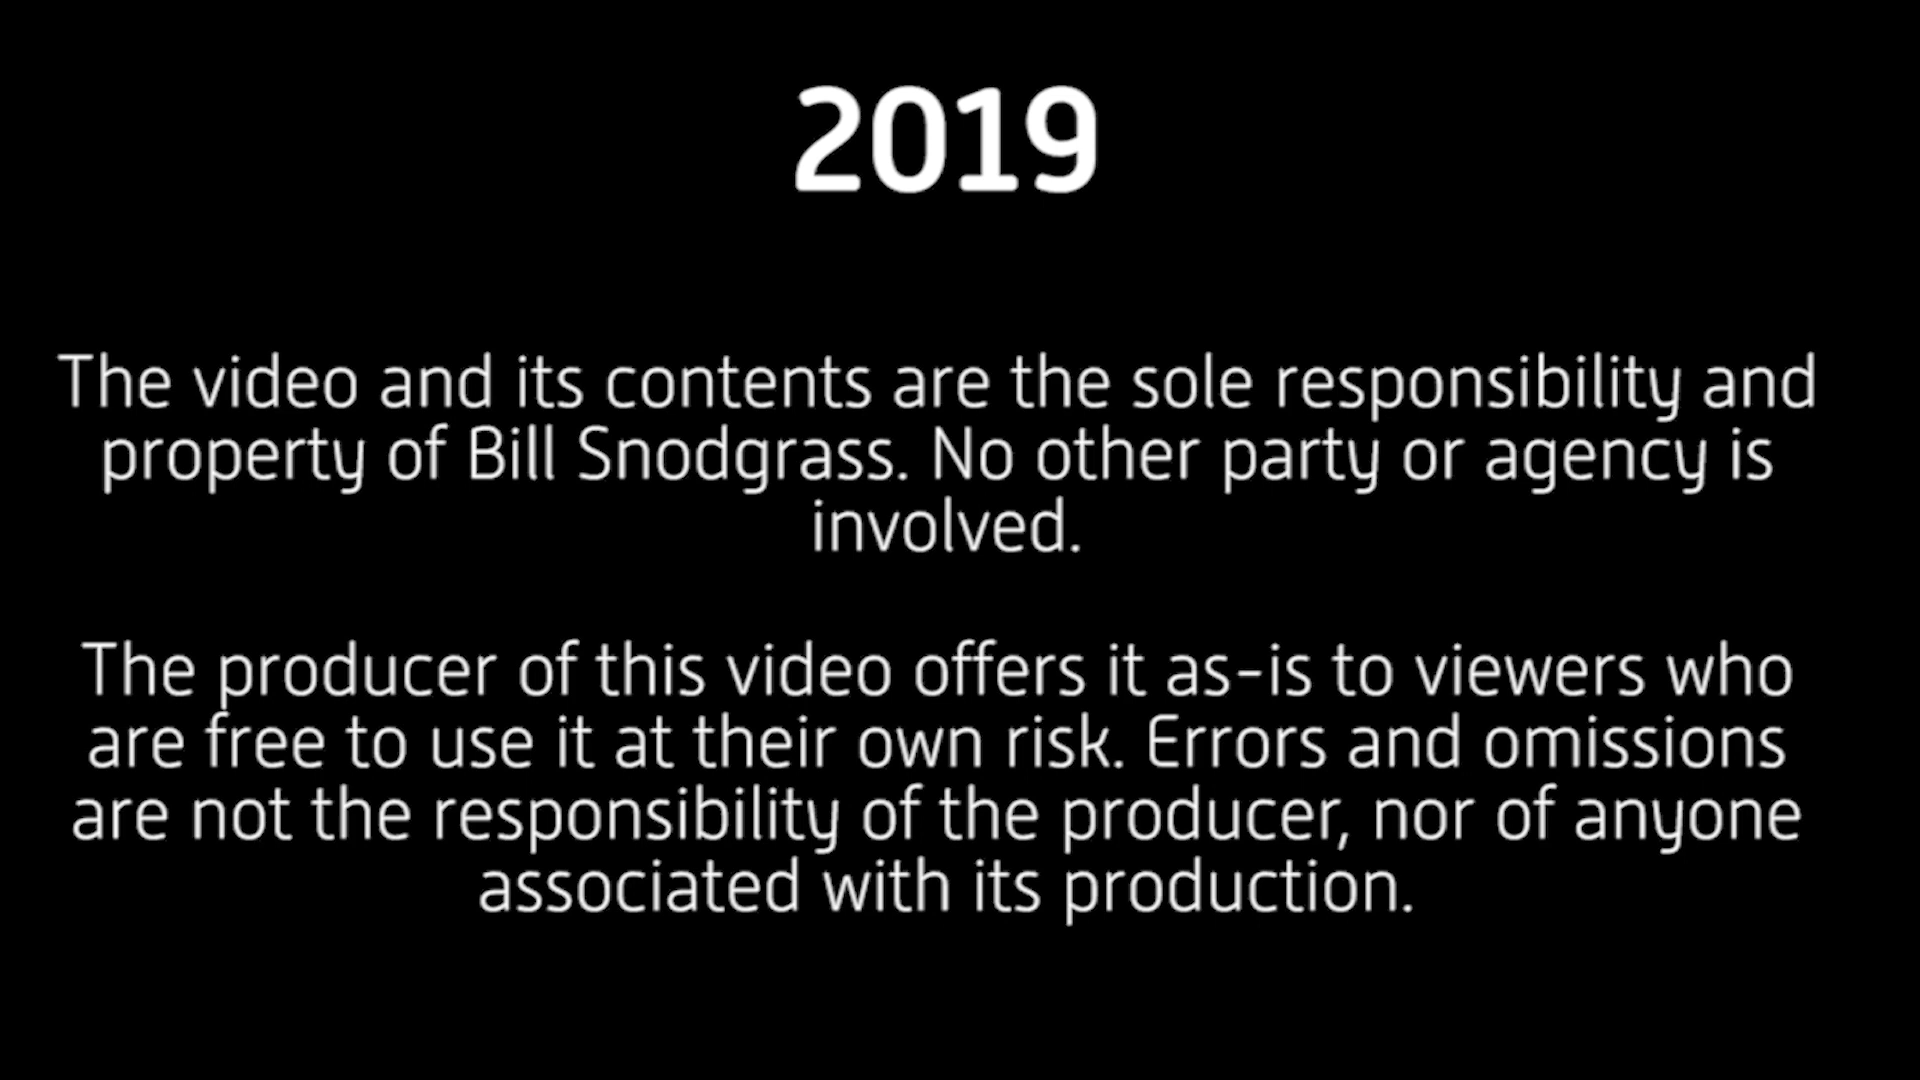 2019
The video and its contents are the sole responsibility and
property of Bill Snodgrass. No other party or agency is
involved.
The producer of this video offers it as-is to viewers who
are free to use it at their own risk. Errors and omissions
are not the responsibility of the producer, nor of anyone
associated with its production.